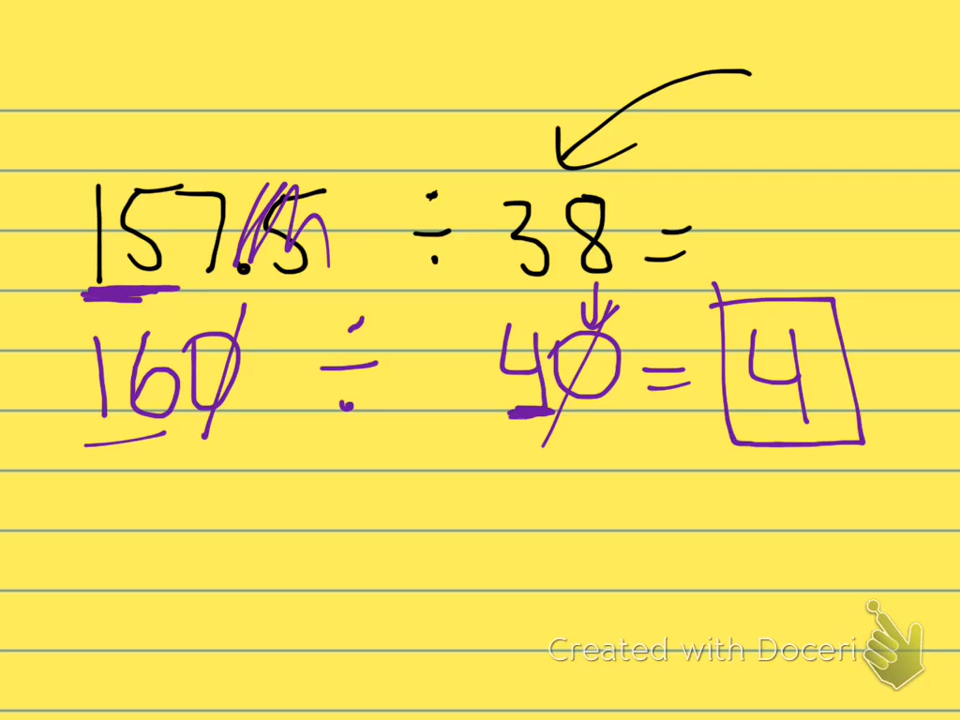 157.5 ÷ 38 =
160 ÷ 40 = 4
Created with Doceri